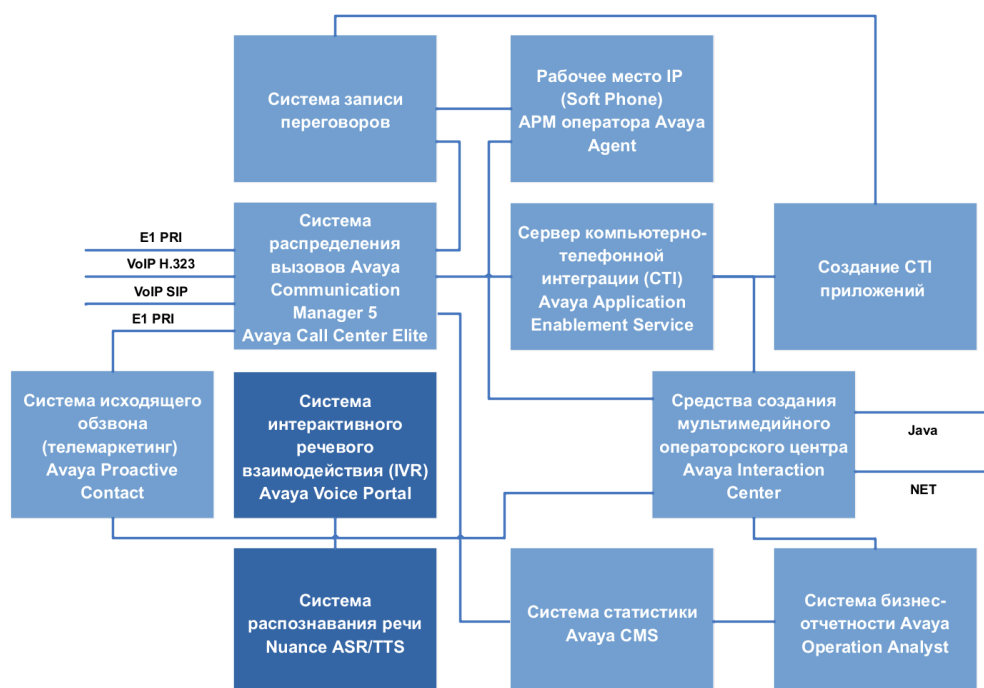 Система записи
переговоров
Рабочее место IP
(Soft Phone)
АРМ оператора Avaya
Agent
E1 PRI
VoIP H.323
VoIP SIP
E1 PRI
Система
распределения
вызовов Avaya
Communication
Manager 5
Avaya Call Center Elite
Сервер компьютерно-
телефонной
интеграции (CTI)
Avaya Application
Enablement Service
Создание CTI
приложений
Система исходящего
обзвона
(телемаркетинг)
Avaya Proactive
Contact
Система
интерактивного
речевого
взаимодействия (IVR)
Avaya Voice Portal
Средства создания
мультимедийного
операторского центра
Avaya Interaction
Center
Java
NET
Система
распознавания речи
Nuance ASR/TTS
Система статистики
Avaya CMS
Система бизнес-
отчетности Avaya
Operation Analyst